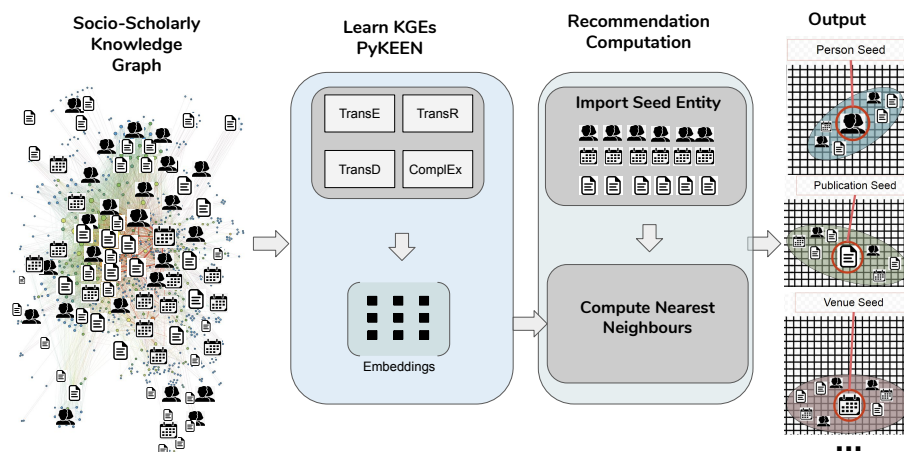 Socio-Scholarly
Knowledge
Graph
Learn KGEs
PyKEEN
TransE
TransR
TransD
ComplEx
Embeddings
Recommendation
Computation
Import Seed Entity
Compute Nearest
Neighbours
Output
Person Seed
Publication Seed
Venue Seed
...